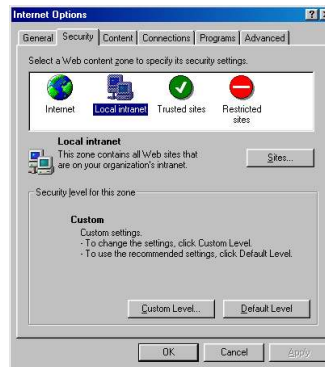 Internet Options
General Security Content Connections Programs Advanced
Select a Web content zone to specify its security settings.
Internet Local intranet Trusted sites Restricted
sites
Local intranet
This zone contains all Web sites that
are on your organization's intranet.
Sites...
Security level for this zone
Custom
Custom settings.
- To change the settings, click Custom Level.
- To use the recommended settings, click Default Level.
Custom Level... Default Level
OK Cancel Apply